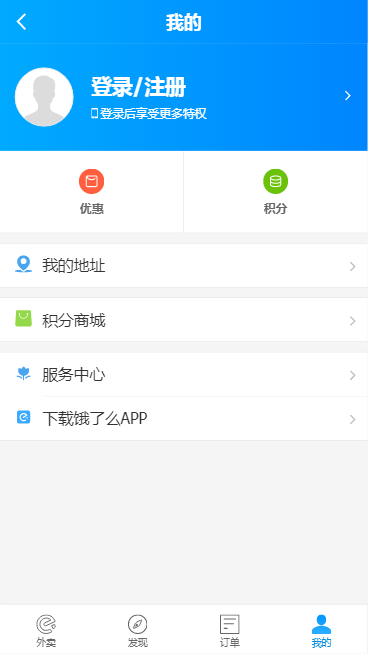 我的
登录/注册
登录后享受更多特权
优惠
积分
我的地址
积分商城
服务中心
下载饿了么APP
外卖
发现
订单
我的